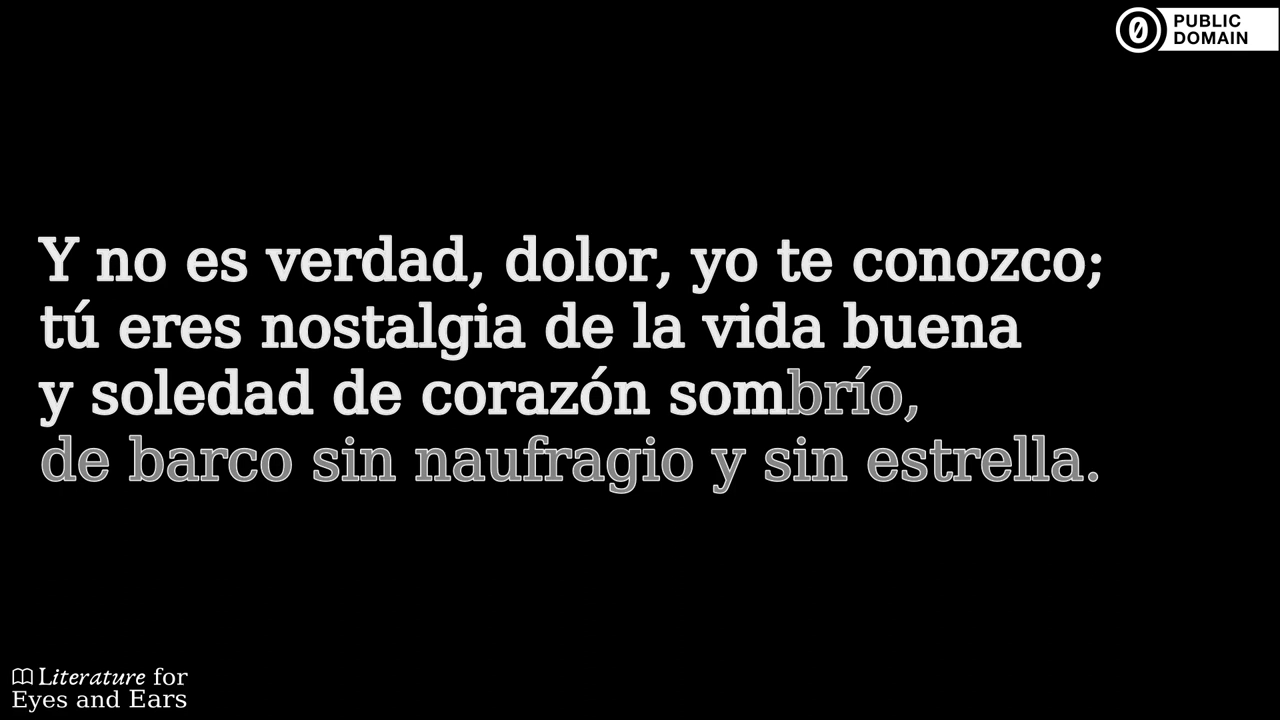 PUBLIC
DOMAIN
Y no es verdad, dolor, yo te conozco;
tú eres nostalgia de la vida buena
y soledad de corazón sombrío,
de barco sin naufragio y sin estrella.
Literature for
Eyes and Ears